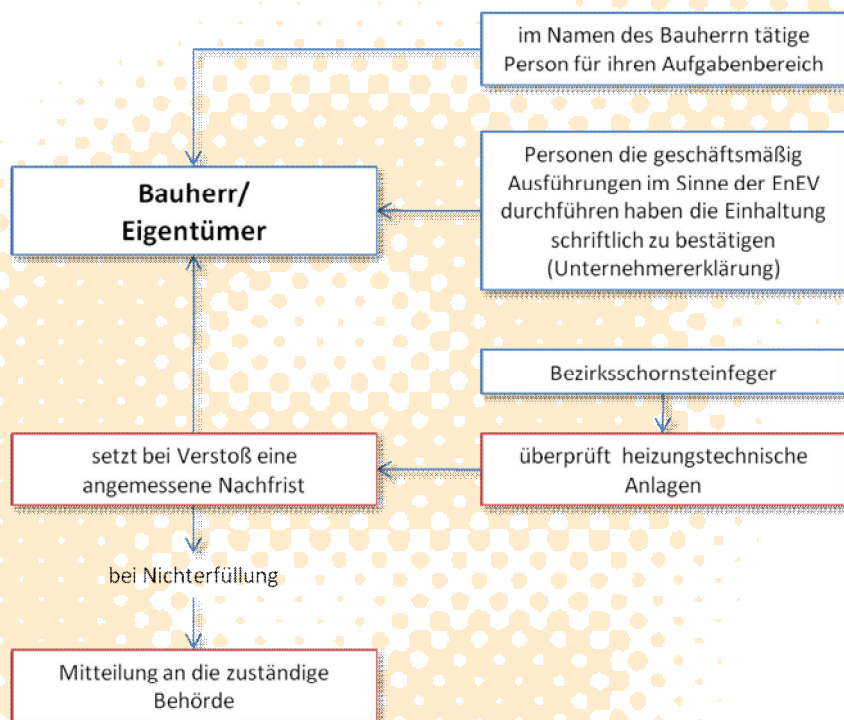 im Namen des Bauherrn tätige
Person für ihren Aufgabenbereich
Bauherr/
Eigentümer
Personen die geschäftsmäßig
Ausführungen im Sinne der EnEV
durchführen haben die Einhaltung
schriftlich zu bestätigen
(Unternehmererklärung)
Bezirksschornsteinfeger
setzt bei Verstoß eine
angemessene Nachfrist
überprüft heizungstechnische
Anlagen
bei Nichterfüllung
Mitteilung an die zuständige
Behörde